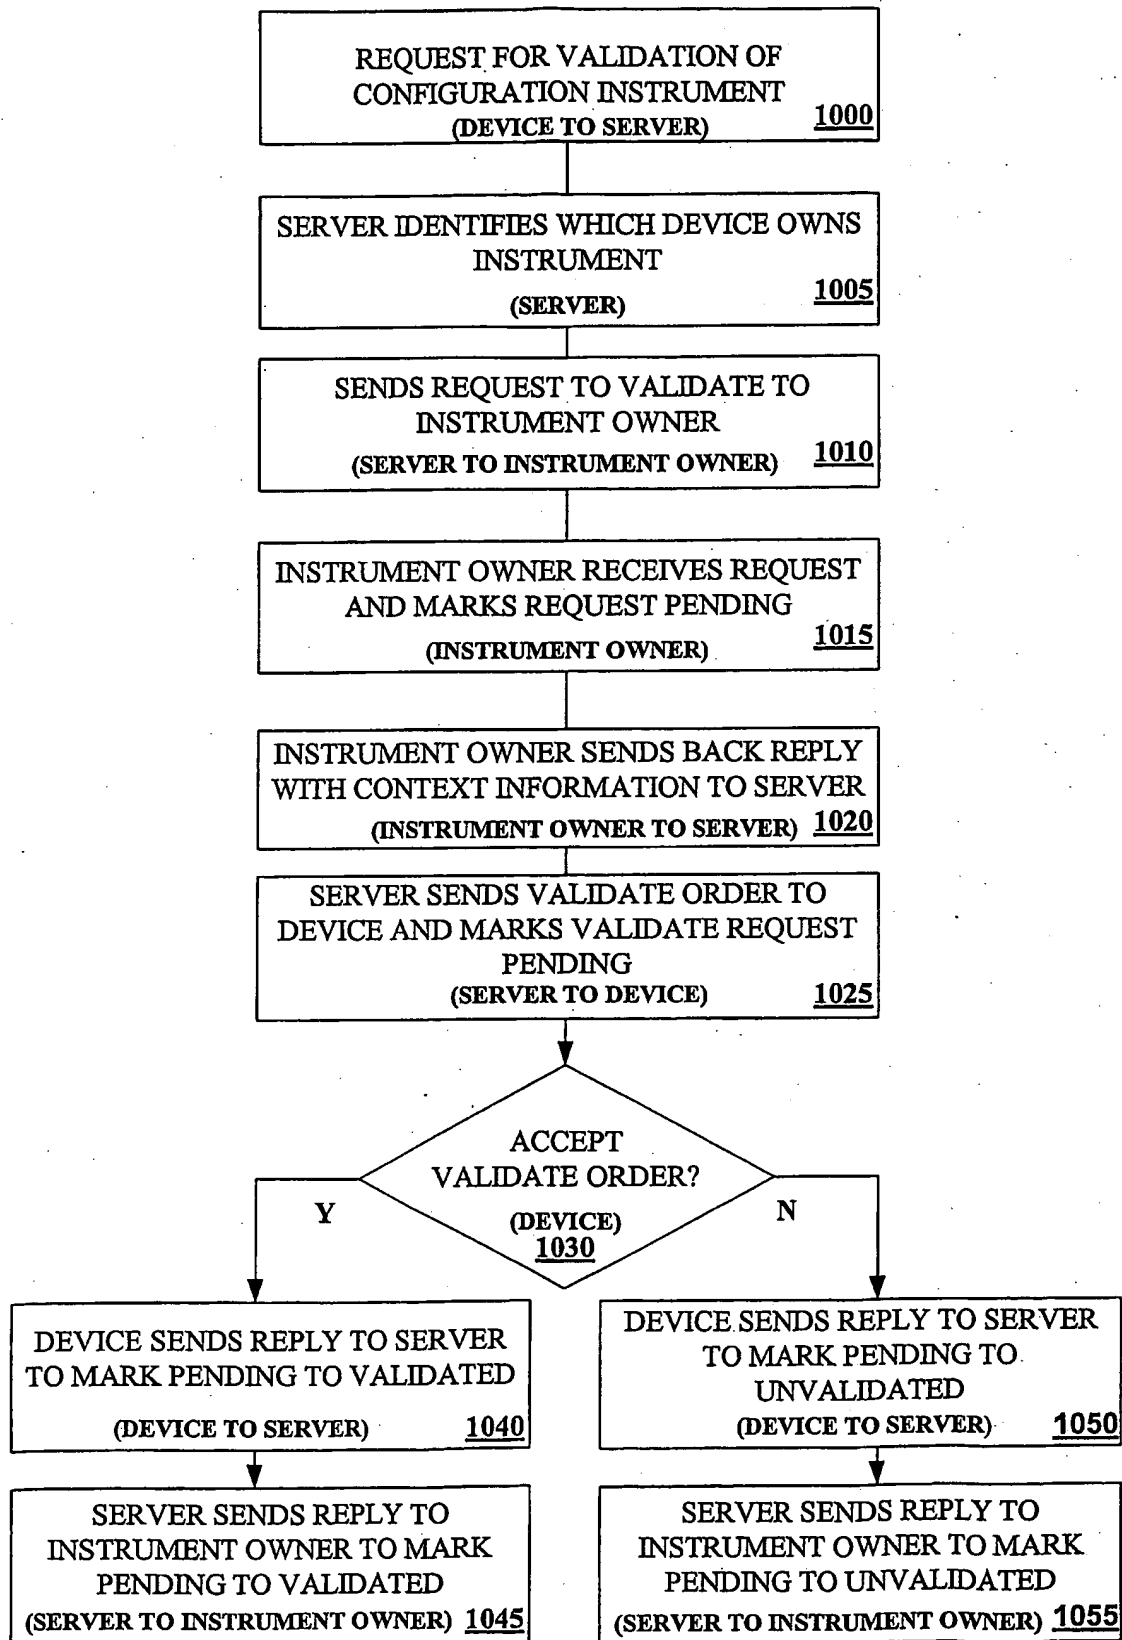 REQUEST FOR VALIDATION OF
CONFIGURATION INSTRUMENT
(DEVICE TO SERVER)
1000
SERVER IDENTIFIES WHICH DEVICE OWNS
INSTRUMENT
(SERVER)
1005
SENDS REQUEST TO VALIDATE TO
INSTRUMENT OWNER
(SERVER TO INSTRUMENT OWNER)
1010
INSTRUMENT OWNER RECEIVES REQUEST
AND MARKS REQUEST PENDING
(INSTRUMENT OWNER)
1015
INSTRUMENT OWNER SENDS BACK REPLY
WITH CONTEXT INFORMATION TO SERVER
(INSTRUMENT OWNER TO SERVER) 1020
SERVER SENDS VALIDATE ORDER TO
DEVICE AND MARKS VALIDATE REQUEST
PENDING
(SERVER TO DEVICE) 1025
ACCEPT
VALIDATE ORDER?
(DEVICE)
1030
Y
N
DEVICE SENDS REPLY TO SERVER
TO MARK PENDING TO VALIDATED
(DEVICE TO SERVER) 1040
DEVICE SENDS REPLY TO SERVER
TO MARK PENDING TO
UNVALIDATED
(DEVICE TO SERVER) 1050
SERVER SENDS REPLY TO
INSTRUMENT OWNER TO MARK
PENDING TO VALIDATED
(SERVER TO INSTRUMENT OWNER) 1045
SERVER SENDS REPLY TO
INSTRUMENT OWNER TO MARK
PENDING TO UNVALIDATED
(SERVER TO INSTRUMENT OWNER) 1055